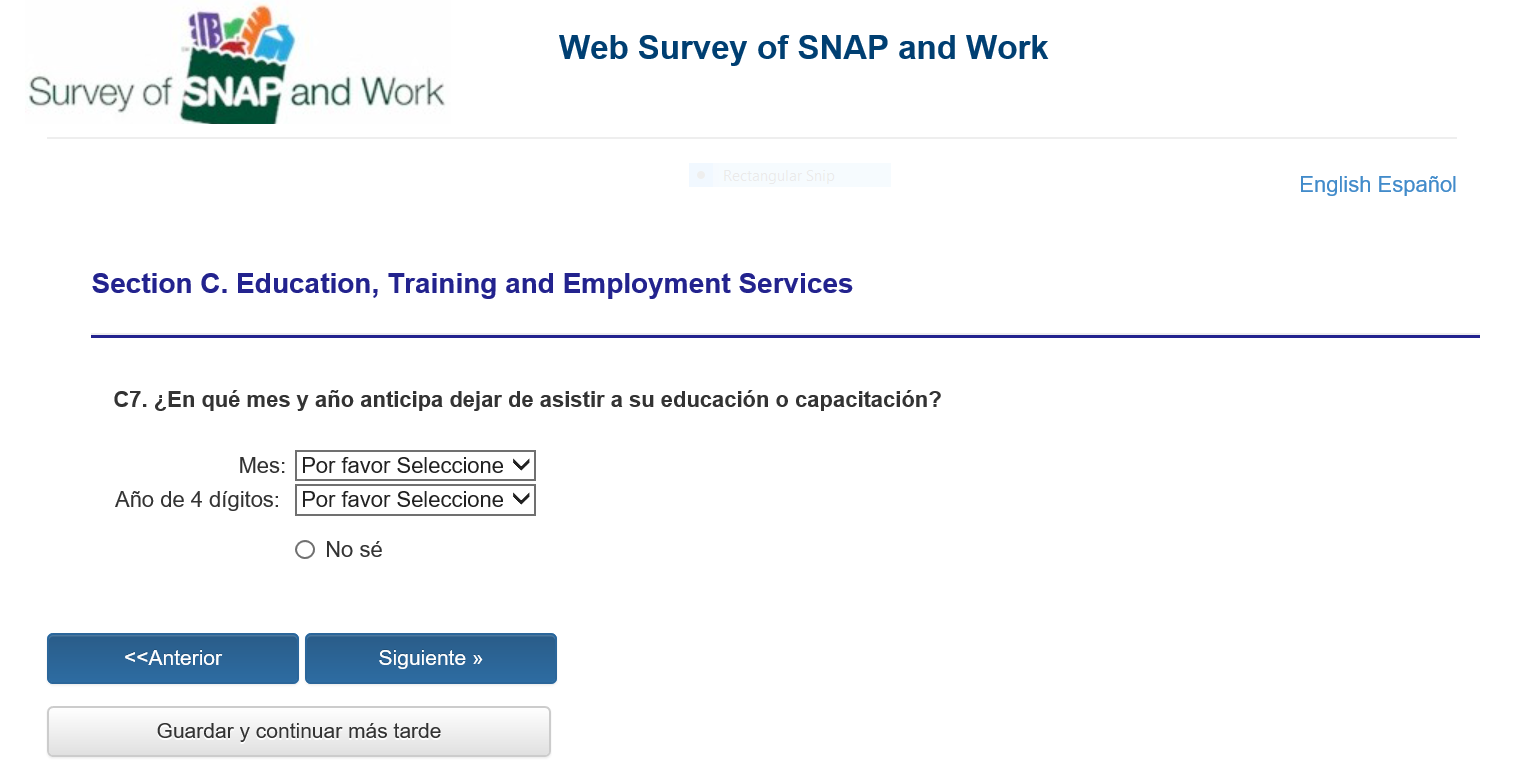 Survey of SNAP and Work
Web Survey of SNAP and Work
Rectangular Snip
English Español
Section C. Education, Training and Employment Services
C7. ¿En qué mes y año anticipa dejar de asistir a su educación o capacitación?
Mes: Por favor Seleccione
Año de 4 dígitos: Por favor Seleccione
No sé
<<Anterior Siguiente »
Guardar y continuar más tarde